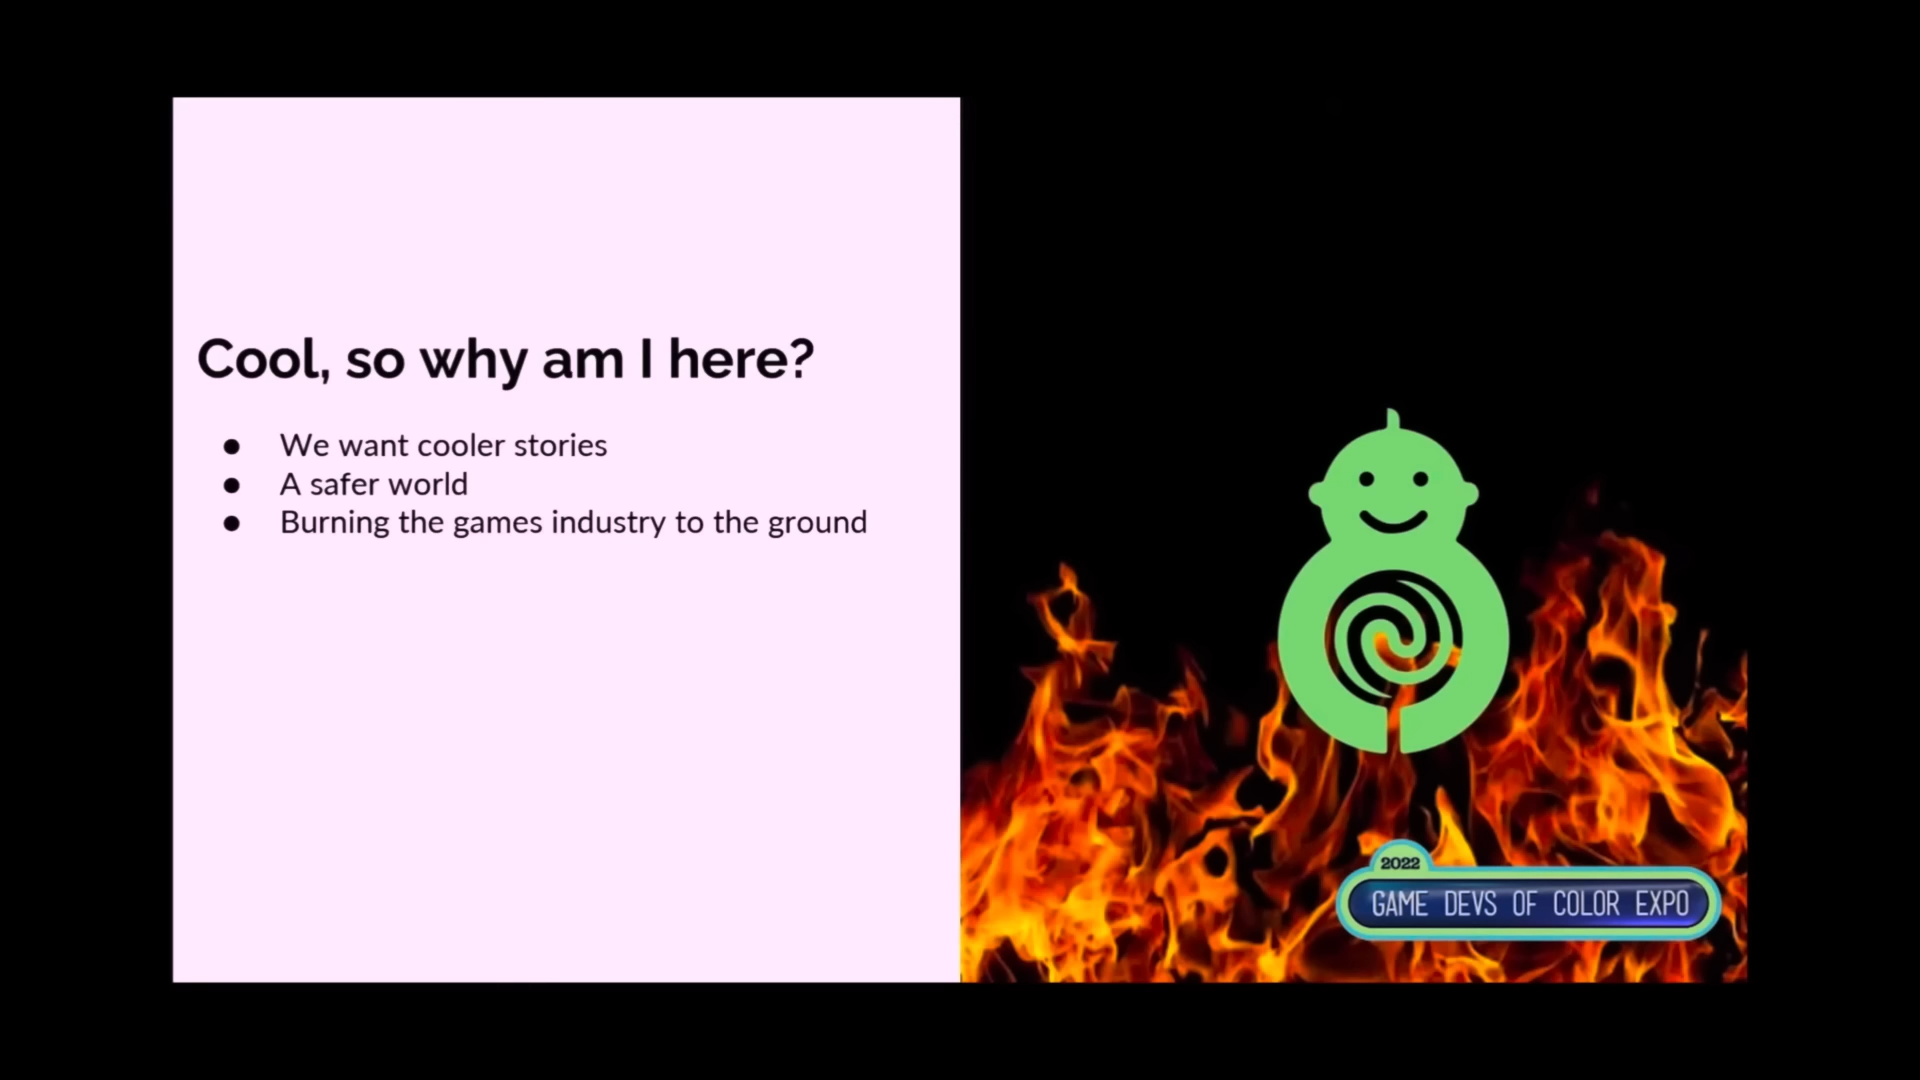 Cool, so why am I here?
● We want cooler stories
● A safer world
● Burning the games industry to the ground
2022
GAME DEVS OF COLOR EXPO